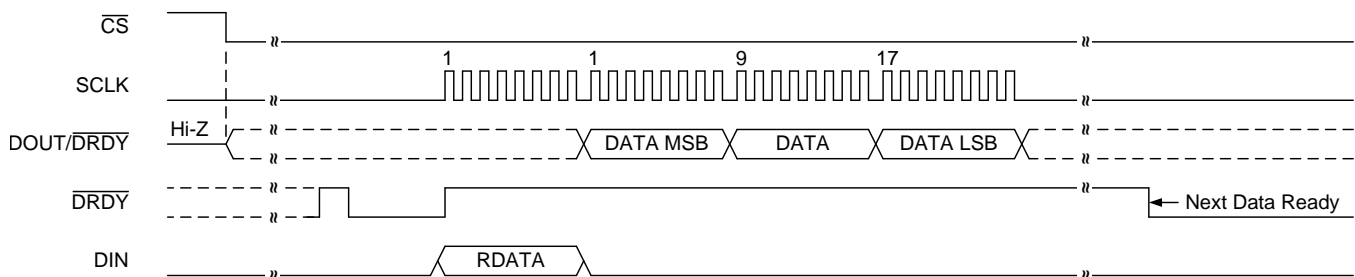 CS
1 1 9 17
SCLK
Hi-Z
DOUT/DRDY DATA MSB DATA DATA LSB
DRDY Next Data Ready
DIN RDATA